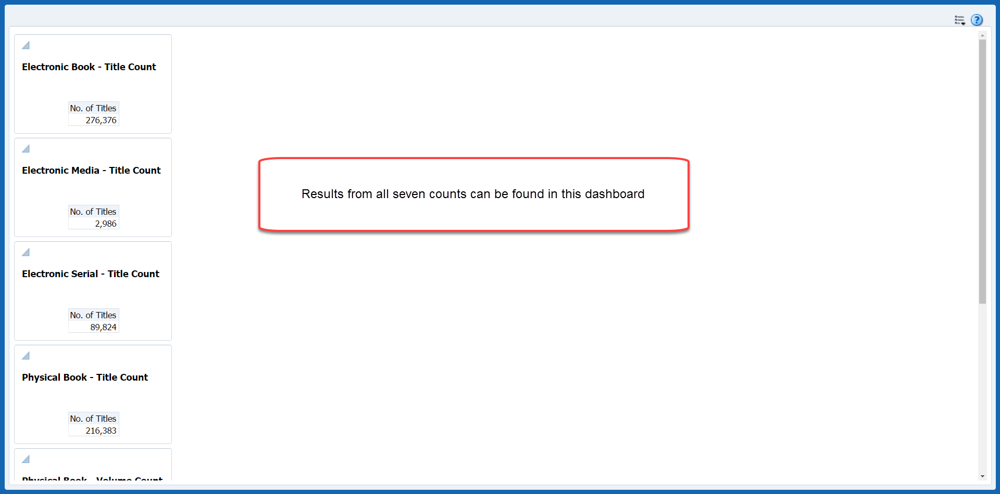 ?
Electronic Book - Title Count
No. of Titles
276,376
Electronic Media - Title Count
No. of Titles
2,986
Results from all seven counts can be found in this dashboard
Electronic Serial - Title Count
No. of Titles
89,824
Physical Book - Title Count
No. of Titles
216,383
Physical Book - Volume Count